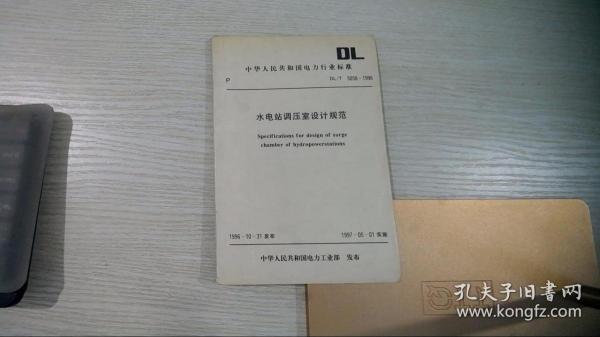 DL
中华人民共和国电力行业标准
P
DL/T 5058-1996
水电站调压室设计规范
Specifications for design of surge
chamber of hydropowerstations
1996-10-31 发布
1997-05-01 实施
中华人民共和国电力工业部 发布
孔夫子旧书网